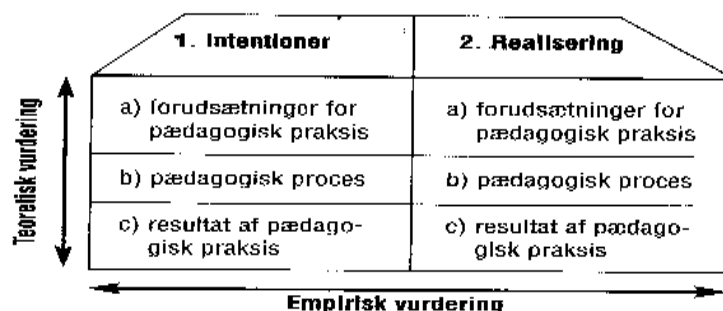 1. Intentioner
2. Realisering
Teoretisk vurdering
a) forudsætninger for
pædagogisk praksis
a) forudsætninger for
pædagogisk praksis
b) pædagogisk proces
b) pædagogisk proces
c) resultat af pædago-
gisk praksis
c) resultat af pædago-
gisk praksis
Empirisk vurdering